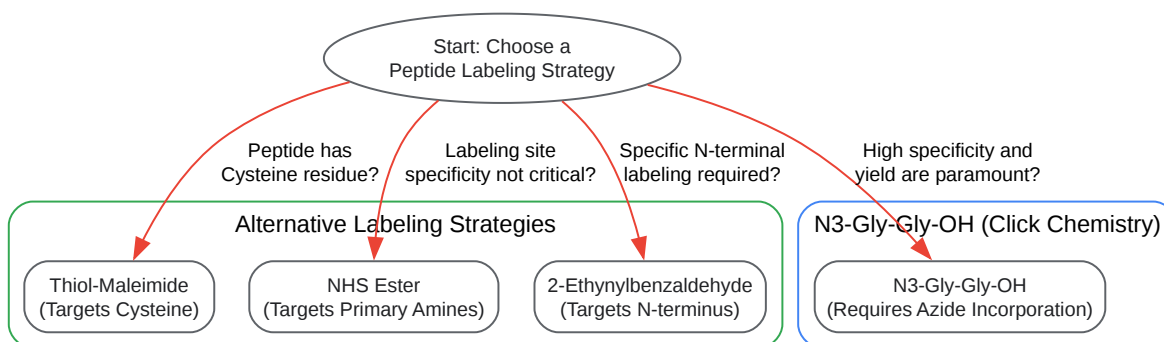 Start: Choose a
Peptide Labeling Strategy
Peptide has
Cysteine residue?
Labeling site
specificity not critical?
Specific N-terminal
labeling required?
High specificity and
yield are paramount?
Alternative Labeling Strategies
N3-Gly-Gly-OH (Click Chemistry)
Thiol-Maleimide
(Targets Cysteine)
NHS Ester
(Targets Primary Amines)
2-Ethynylbenzaldehyde
(Targets N-terminus)
N3-Gly-Gly-OH
(Requires Azide Incorporation)